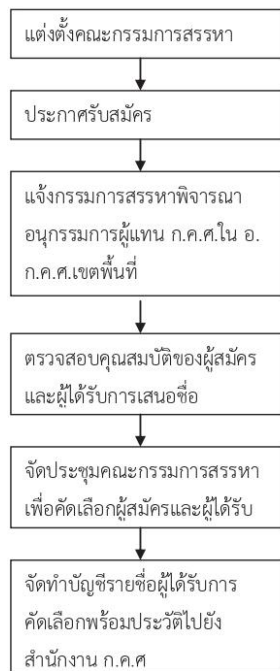 แต่งตั้งคณะกรรมการสรรหา
ประกาศรับสมัคร
แจ้งกรรมการสรรหาพิจารณา
อนุกรรมการผู้แทน ก.ค.ศ.ใน อ.
ก.ค.ศ.เขตพื้นที่
ตรวจสอบคุณสมบัติของผู้สมัคร
และผู้ได้รับการเสนอชื่อ
จัดประชุมคณะกรรมการสรรหา
เพื่อคัดเลือกผู้สมัครและผู้ได้รับ
จัดทำบัญชีรายชื่อผู้ได้รับการ
คัดเลือกพร้อมประวัติไปยัง
สำนักงาน ก.ค.ศ